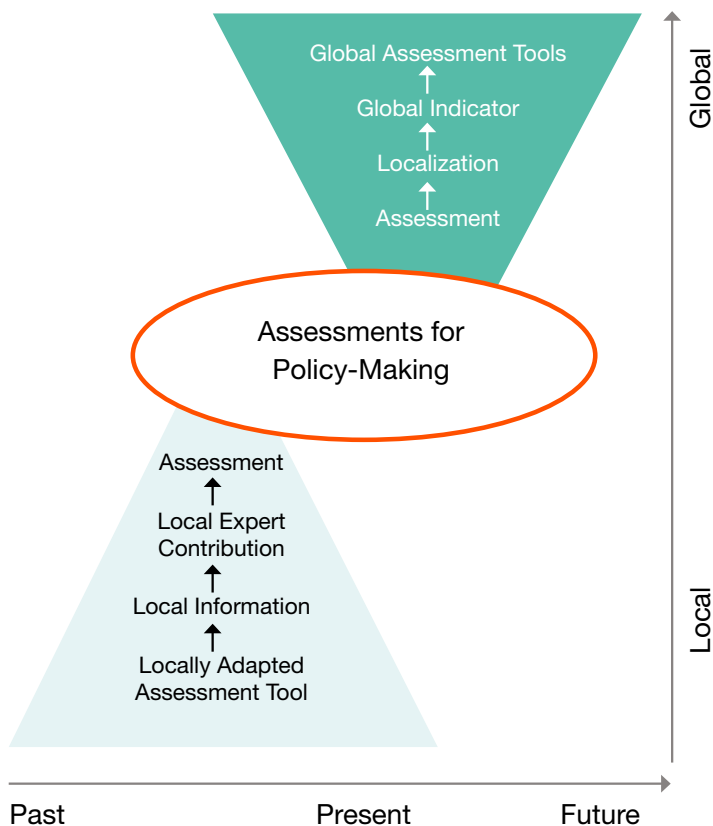 Global Assessment Tools
Global Indicator
Localization
Assessment
Global
Assessments for
Policy-Making
Assessment
Local Expert
Contribution
Local Information
Locally Adapted
Assessment Tool
Local
Past
Present
Future